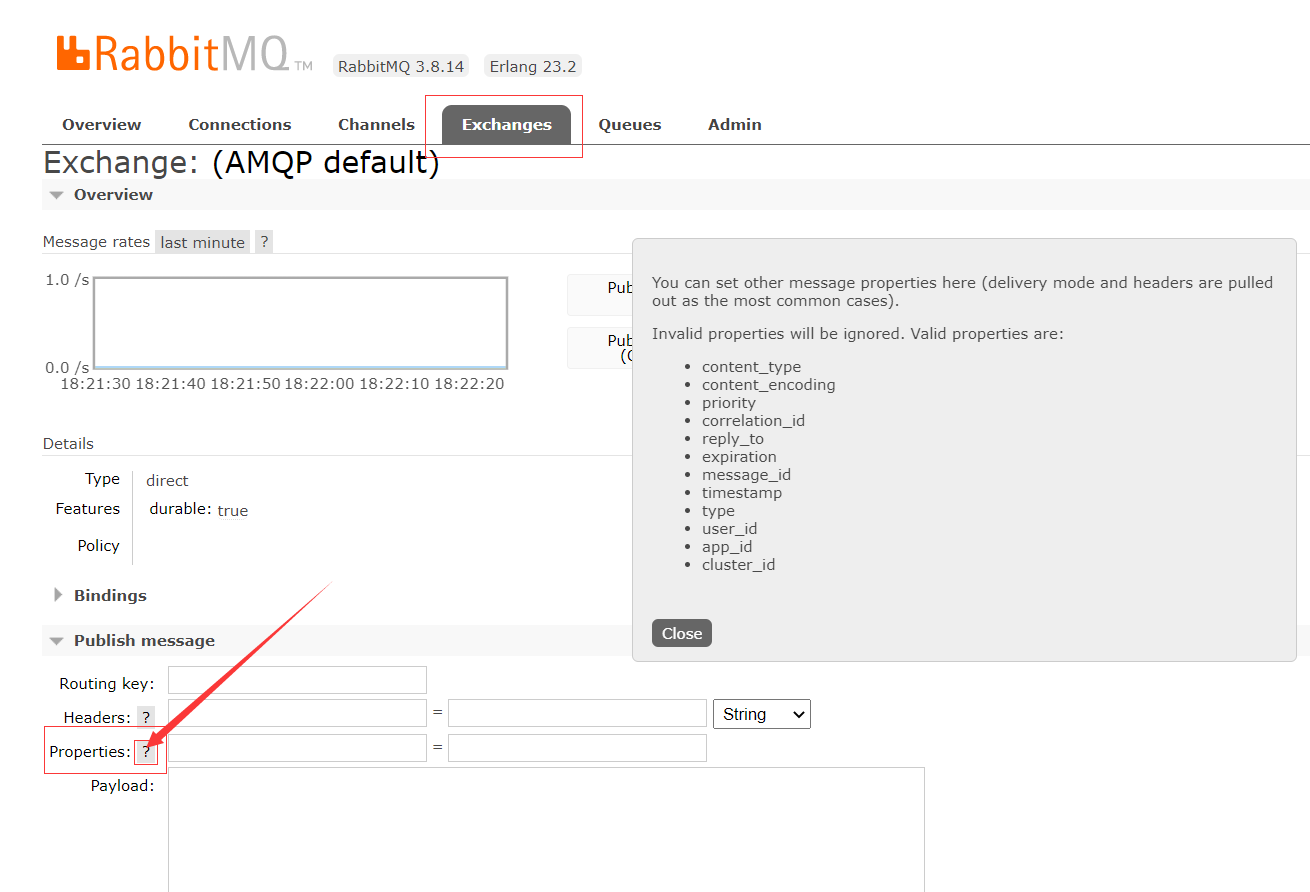 RabbitMQ TM RabbitMQ 3.8.14 Erlang 23.2
Overview Connections Channels Exchanges Queues Admin
Exchange: (AMQP default)
Overview
Message rates last minute ?
1.0 /s
0.0 /s
18:21:30 18:21:40 18:21:50 18:22:00 18:22:10 18:22:20
Pub
Pub
(
You can set other message properties here (delivery mode and headers are pulled
out as the most common cases).
Invalid properties will be ignored. Valid properties are:
• content_type
• content_encoding
• priority
• correlation_id
• reply_to
• expiration
• message_id
• timestamp
• type
• user_id
• app_id
• cluster_id
Close
Details
Type direct
Features durable: true
Policy
Bindings
Publish message
Routing key:
Headers: ? = String
Properties: ? =
Payload: